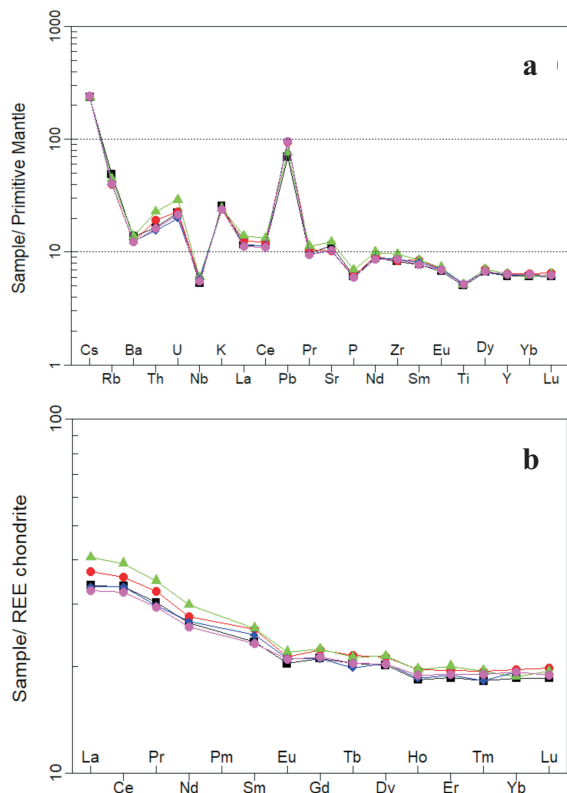 1000
a (
100
Sample/ Primitive Mantle
10
Cs Ba U K Ce Pr P Zr Eu Dy Yb
1
Rb Th Nb La Pb Sr Nd Sm Ti Y Lu
100
b
Sample/ REE chondrite
La Pr Pm Eu Tb Ho Tm Lu
10
Ce Nd Sm Gd Dy Er Yb